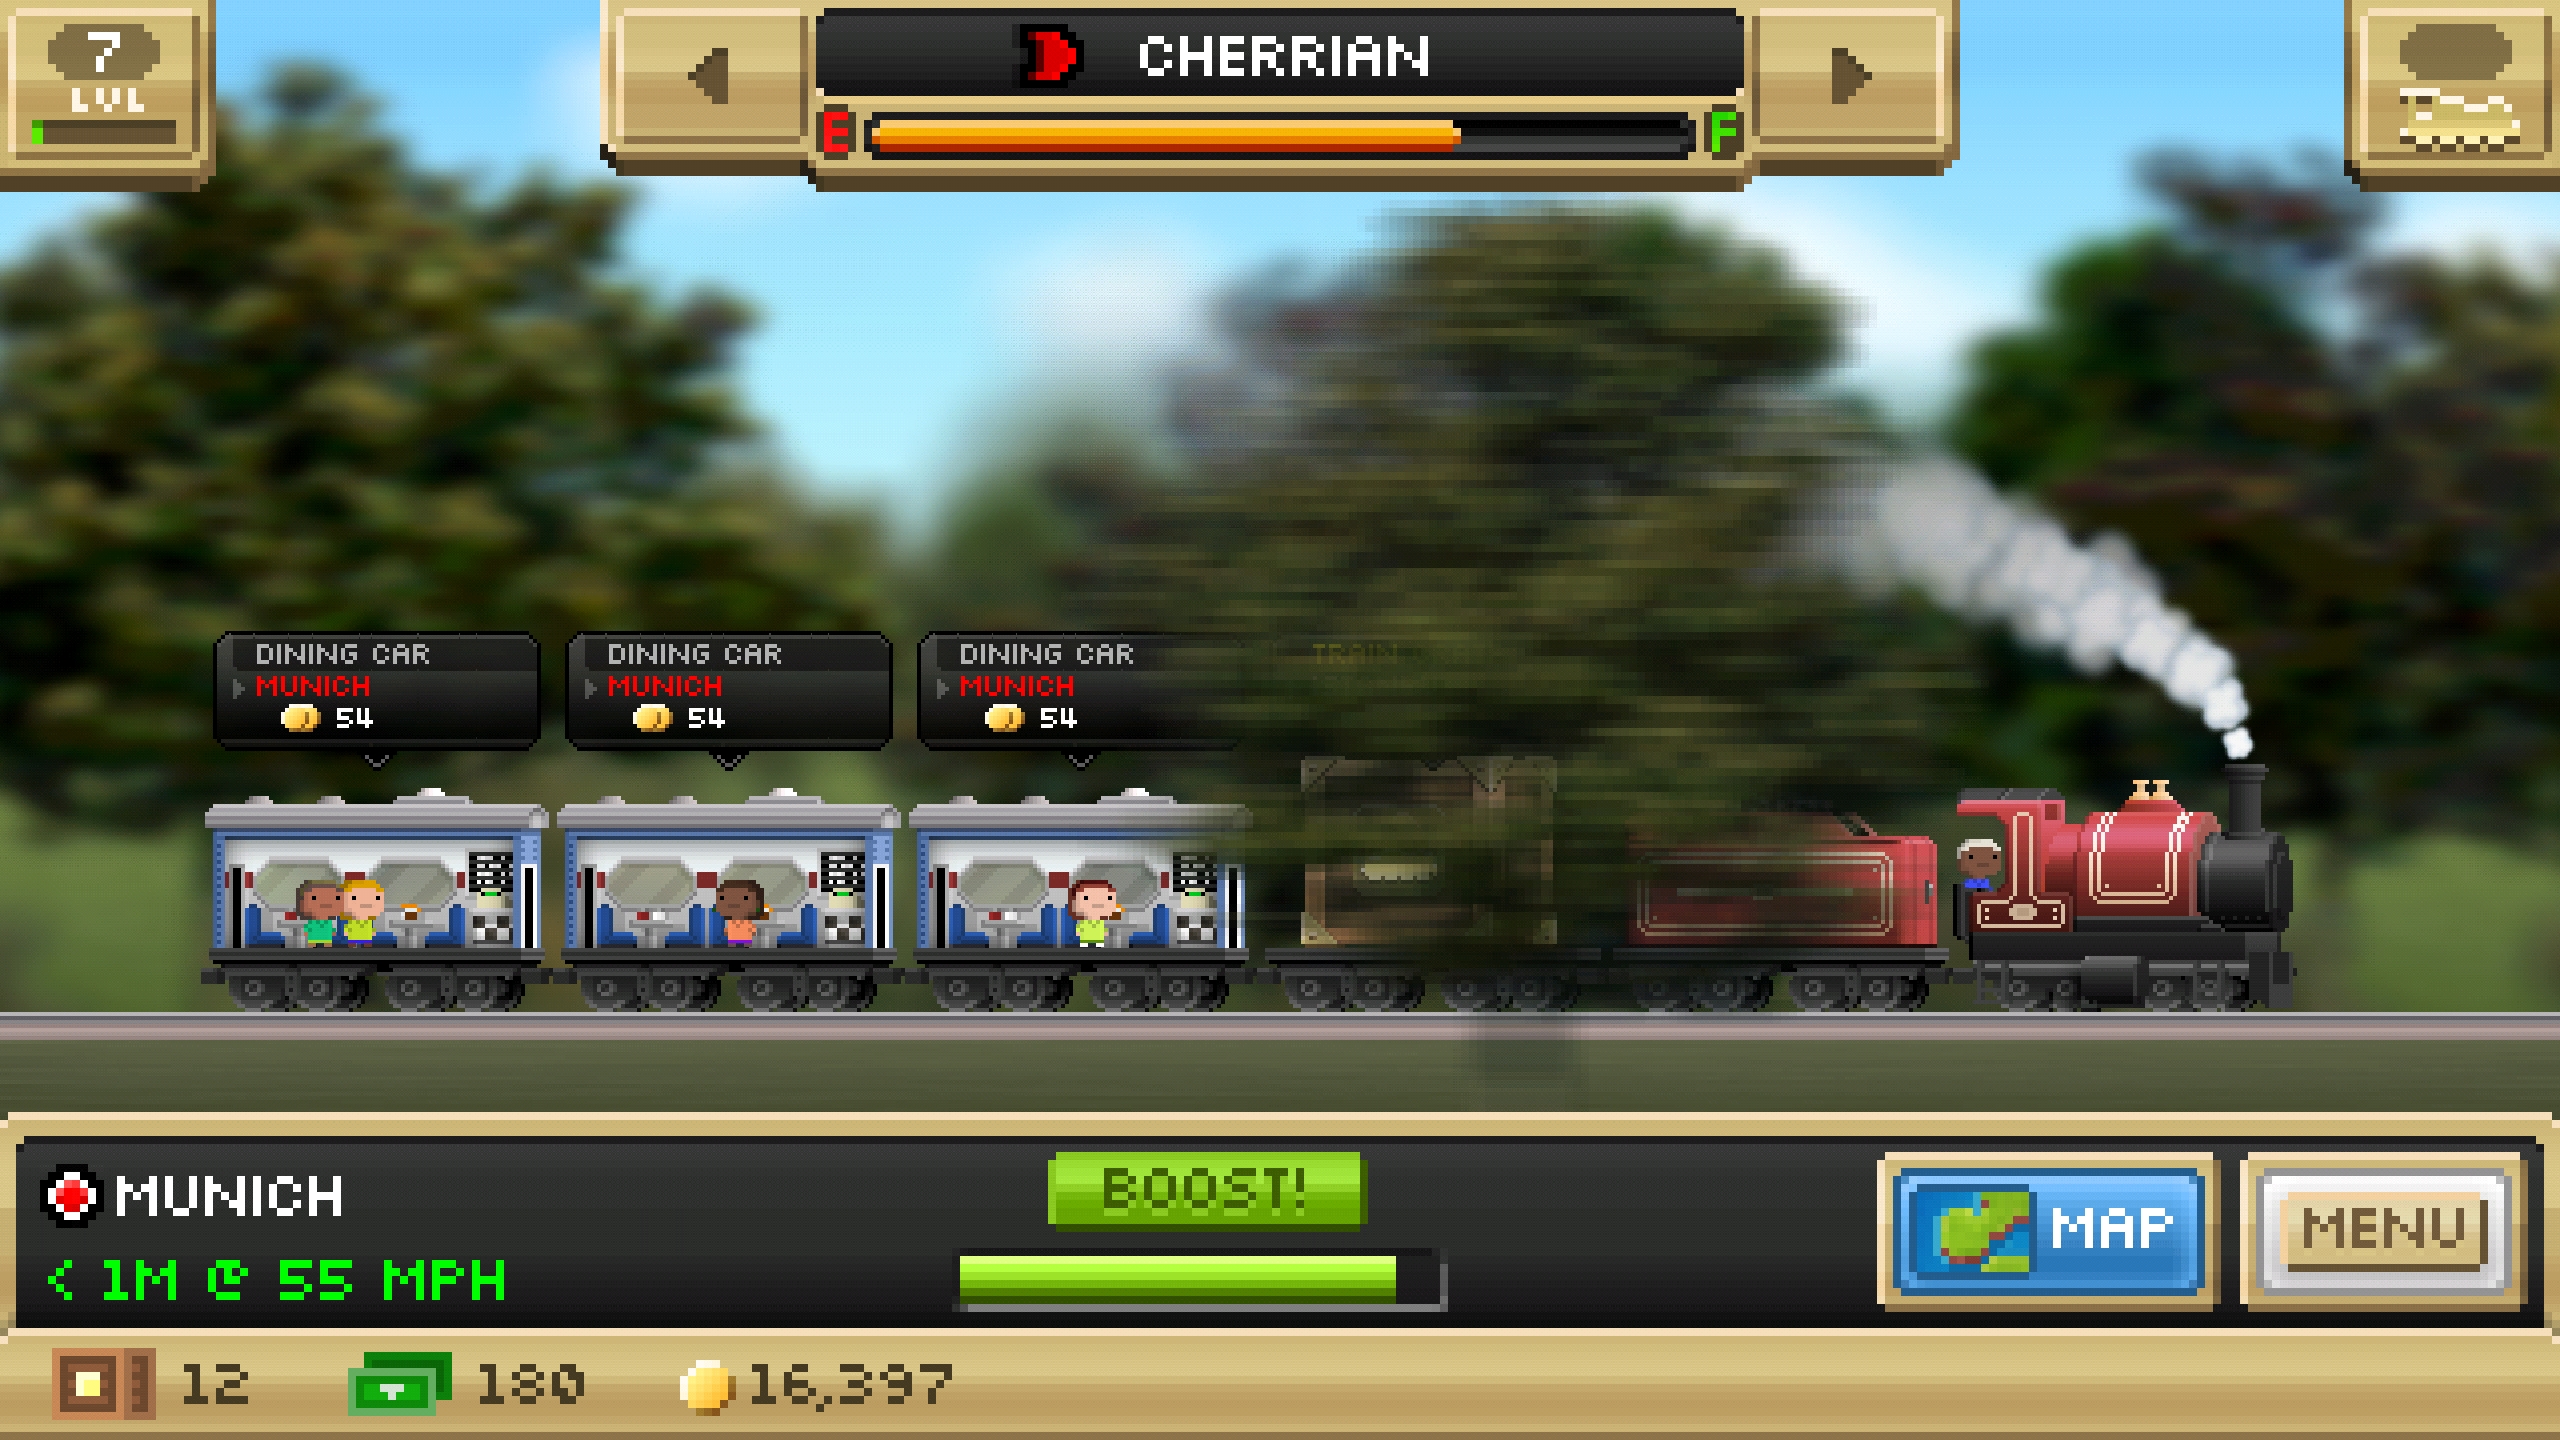 7
LVL
CHERRIAN
E F
DINING CAR
MUNICH
54
DINING CAR
MUNICH
54
DINING CAR
MUNICH
54
TRAIN
MUNICH
< 1M @ 55 MPH
BOOST!
MAP
MENU
12
180
16,397